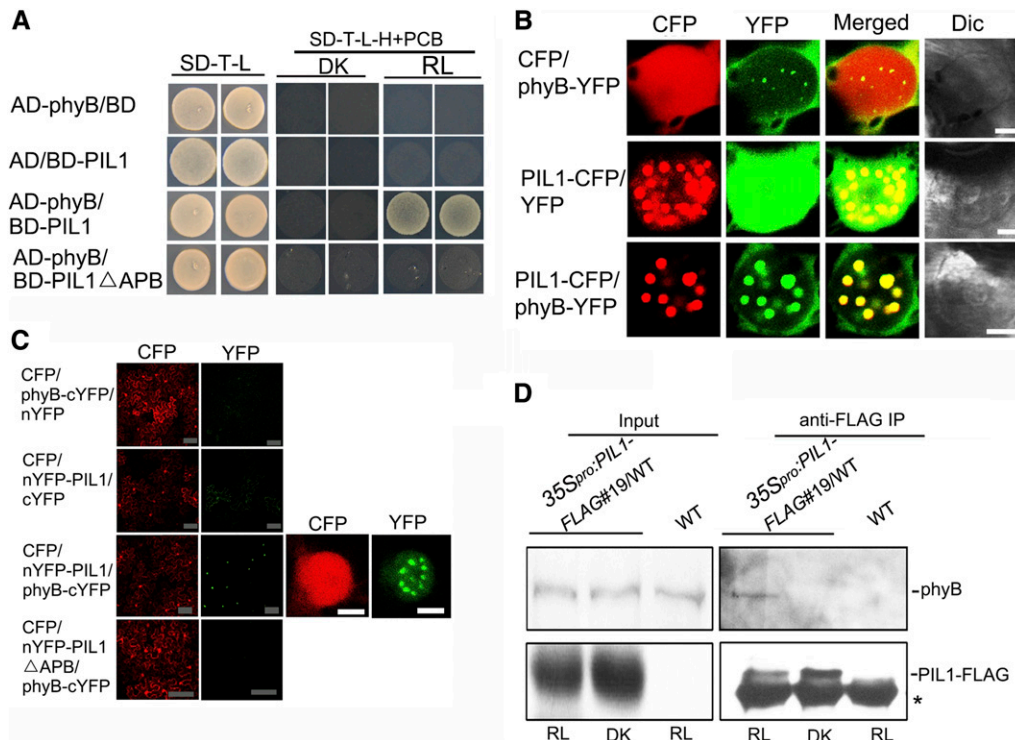 A
SD-T-L-H+PCB
SD-T-L
DK
RL
AD-phyB/BD
AD/BD-PIL1
AD-phyB/
BD-PIL1
AD-phyB/
BD-PIL1△APB
B
CFP
YFP
Merged
Dic
CFP/
phyB-YFP
PIL1-CFP/
YFP
PIL1-CFP/
phyB-YFP
C
CFP
YFP
CFP/
phyB-cYFP/
nYFP
CFP/
nYFP-PIL1/
cYFP
CFP
YFP
CFP/
nYFP-PIL1/
phyB-cYFP
CFP/
nYFP-PIL1
△APB/
phyB-cYFP
D
Input
anti-FLAG IP
35Spro:PIL1-
FLAG#19/WT
WT
35Spro:PIL1-
FLAG#19/WT
WT
-phyB
-PIL1-FLAG
*
RL
DK
RL
RL
DK
RL